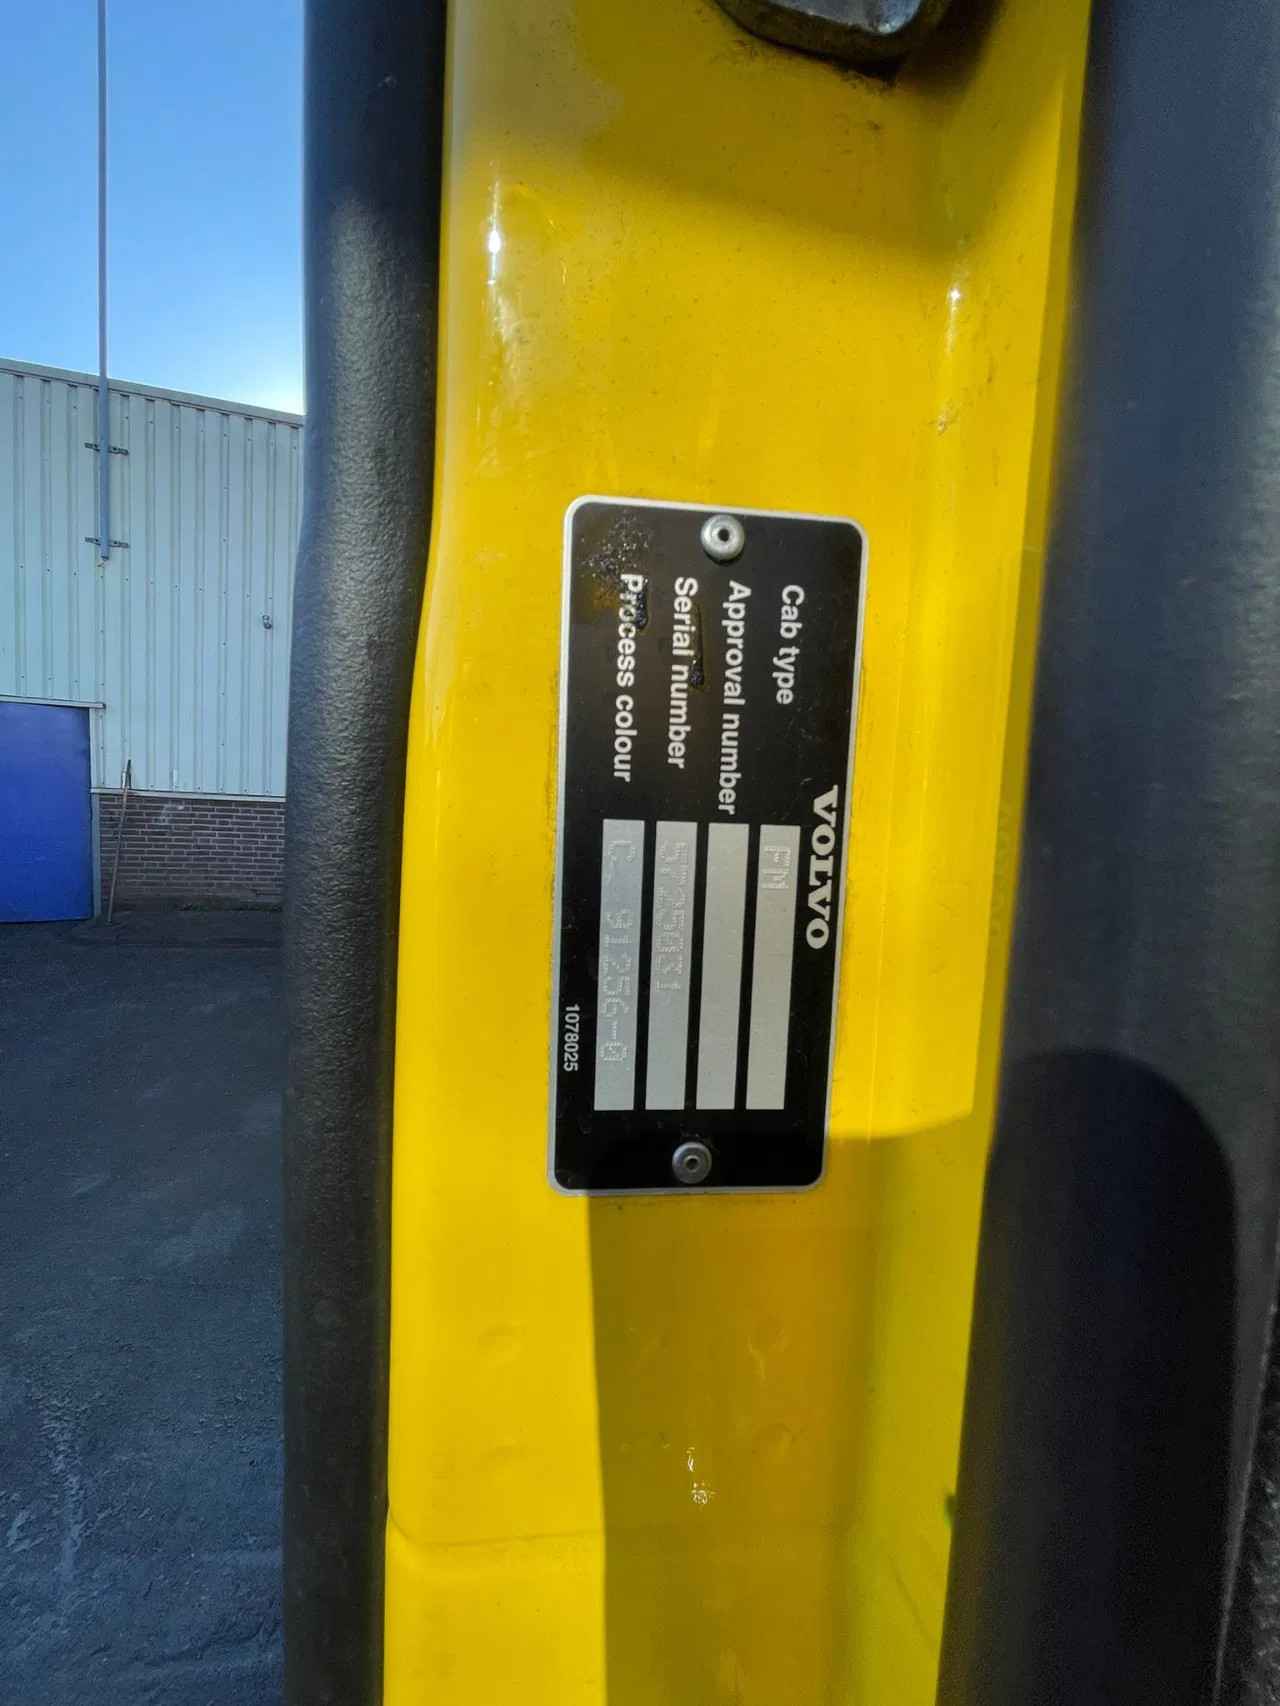 VOLVO
Cab type FM
Approval number
Serial number
Process colour C. 91256-0
1078025